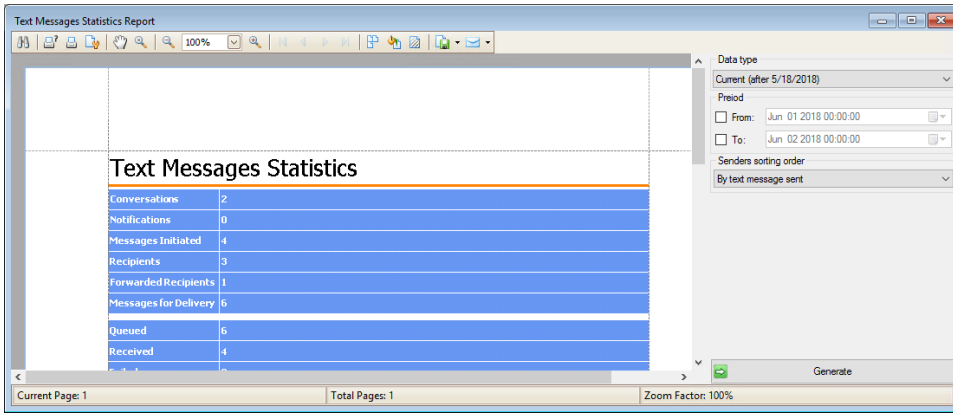 Text Messages Statistics Report
100%
Data type
Current (after 5/18/2018)
Preiod
From: Jun 01 2018 00:00:00
To: Jun 02 2018 00:00:00
Senders sorting order
By text message sent
Text Messages Statistics
Conversations 2
Notifications 0
Messages Initiated 4
Recipients 3
Forwarded Recipients 1
Messages for Delivery 6
Queued 6
Received 4
Generate
Current Page: 1
Total Pages: 1
Zoom Factor: 100%